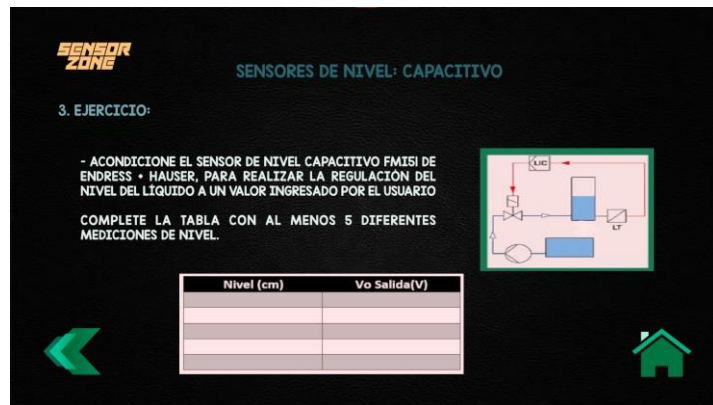 SENSOR
ZONE
SENSORES DE NIVEL: CAPACITIVO
3. EJERCICIO:
- ACONDICIONE EL SENSOR DE NIVEL CAPACITIVO FMI51 DE
ENDRESS + HAUSER, PARA REALIZAR LA REGULACIÓN DEL
NIVEL DEL LÍQUIDO A UN VALOR INGRESADO POR EL USUARIO
COMPLETE LA TABLA CON AL MENOS 5 DIFERENTES
MEDICIONES DE NIVEL.
LIC
LT
Nivel (cm) Vo Salida(V)